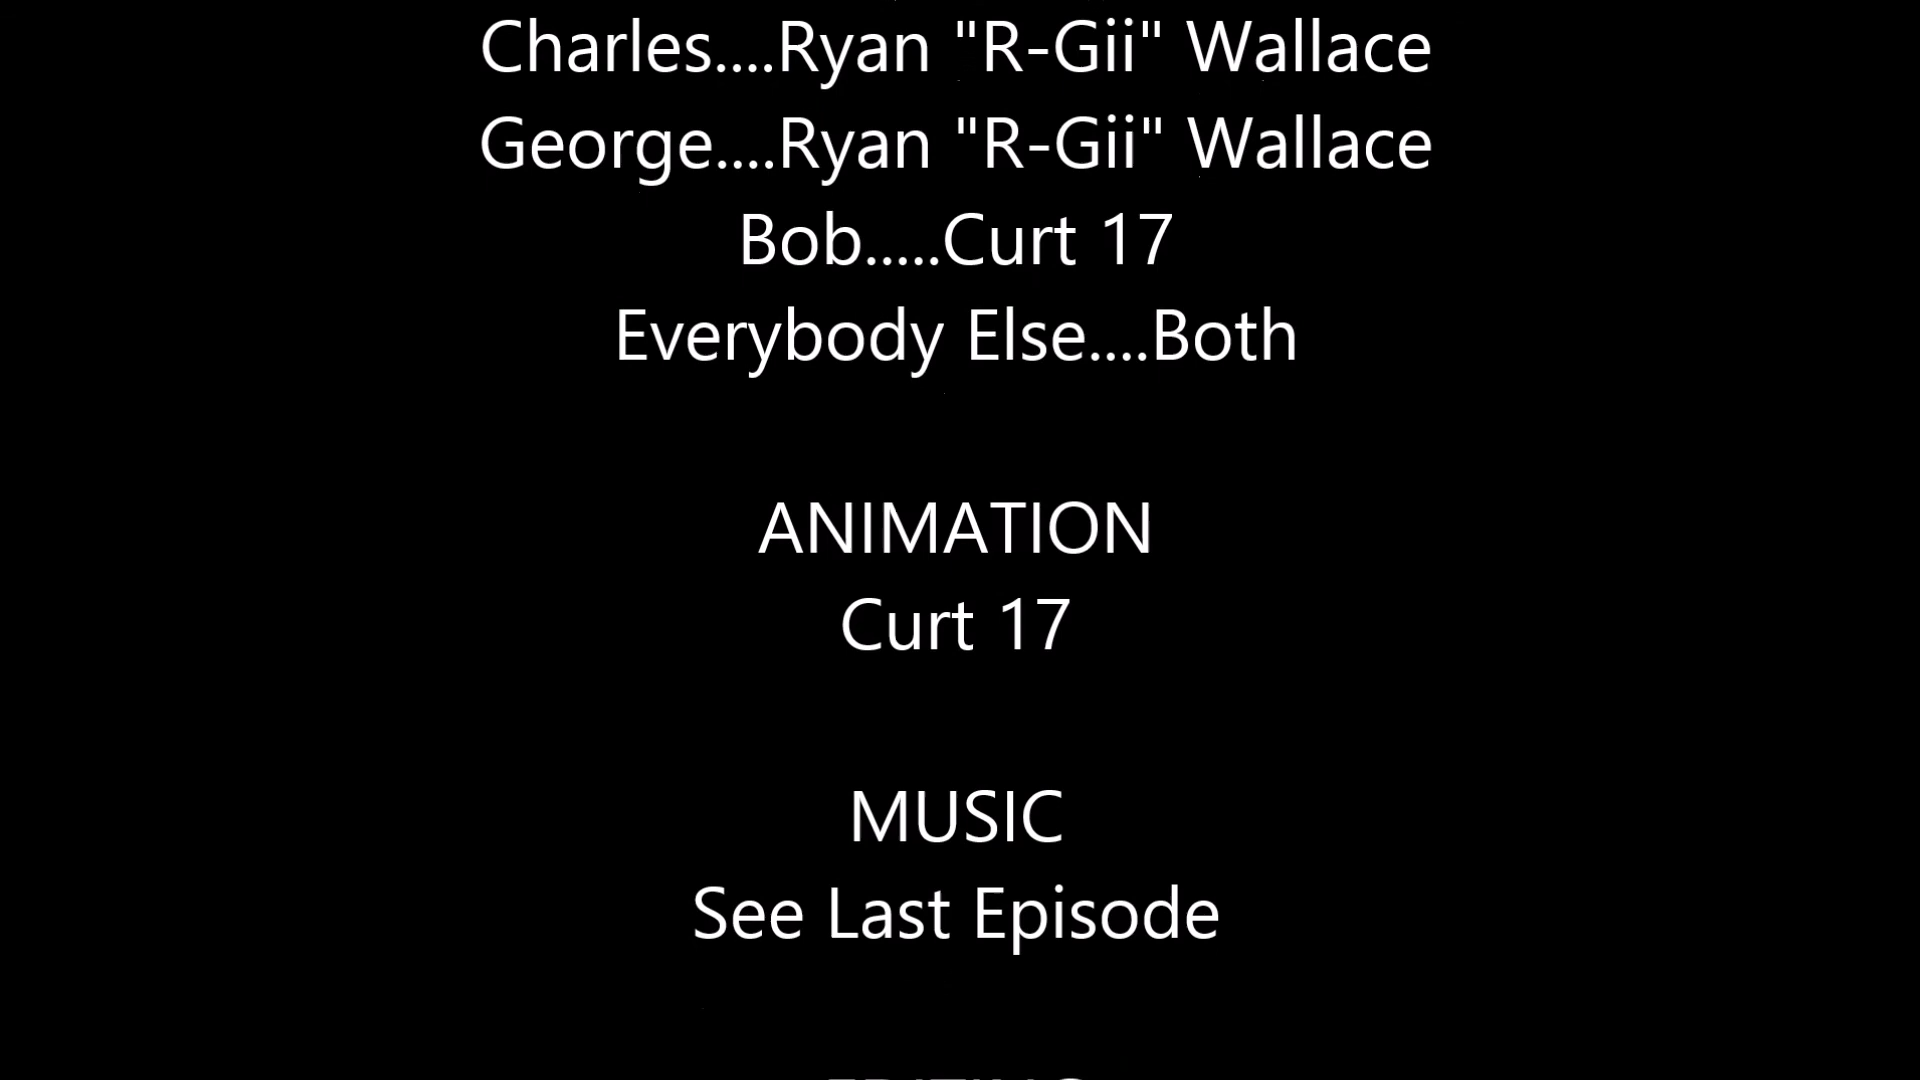 Charles....Ryan "R-Gii" Wallace
George....Ryan "R-Gii" Wallace
Bob.....Curt 17
Everybody Else....Both
ANIMATION
Curt 17
MUSIC
See Last Episode